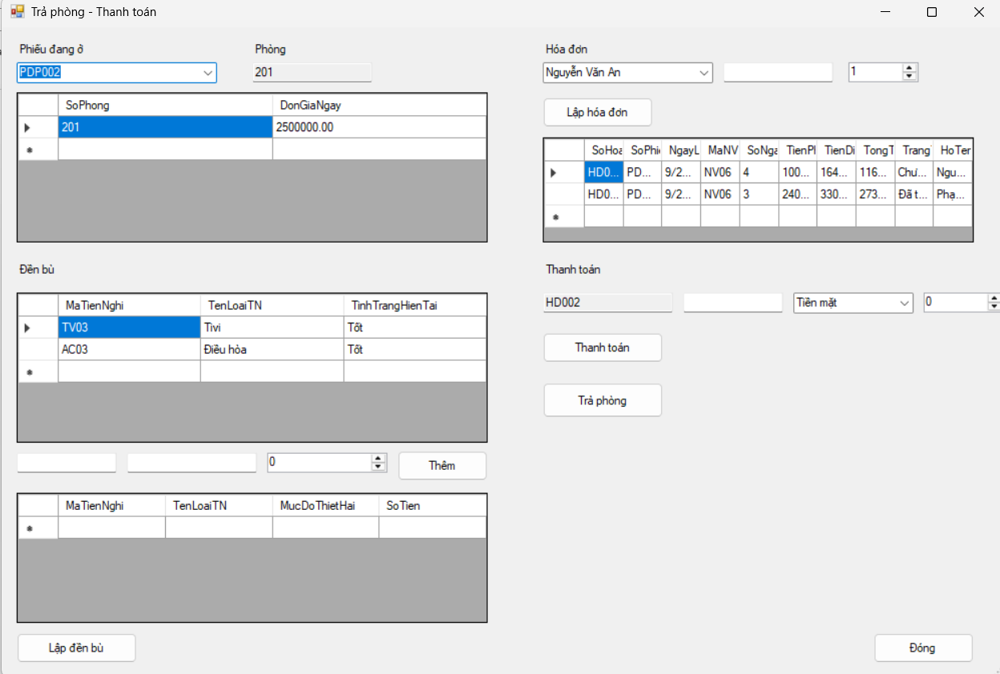 Trả phòng - Thanh toán
Phiếu đang ở
Phòng
PDP002
201
SoPhong DonGiaNgay
201 2500000.00
Đền bù
MaTienNghi TenLoaiTN TinhTrangHienTai
TV03 Tivi Tốt
AC03 Điều hòa Tốt
0
Thêm
MaTienNghi TenLoaiTN MucDoThietHai SoTien
Lập đền bù
Hóa đơn
Nguyễn Văn An
1
Lập hóa đơn
SoHoa SoPhi NgayL MaNV SoNga TienPl TienDi TongT Trang HoTer
HD0... PD... 9/2... NV06 4 100... 164... 116... Chư... Ngu...
HD0... PD... 9/2... NV06 3 240... 330... 273... Đã t... Phạ...
Thanh toán
HD002
Tiền mặt
0
Thanh toán
Trả phòng
Đóng